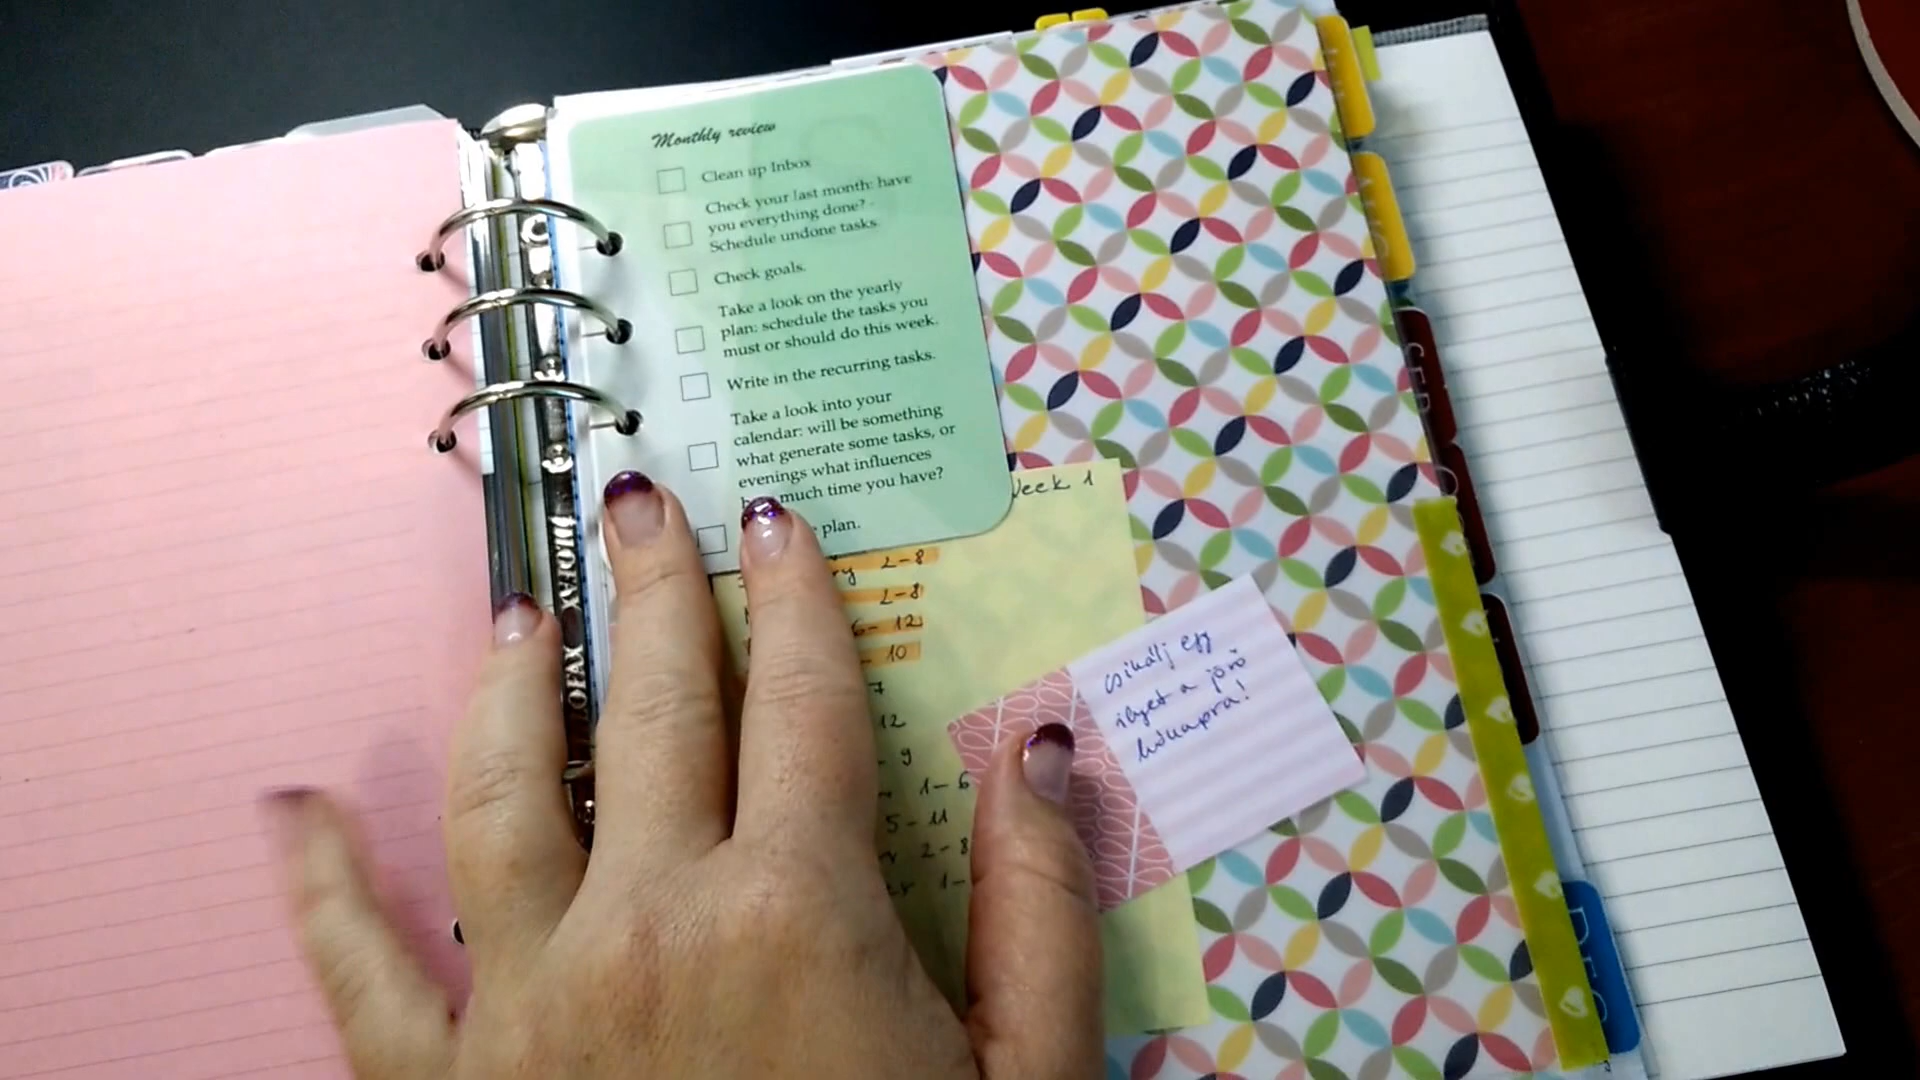 Monthly review
Clean up Inbox
Check your last month: have
you everything done? -
Schedule undone tasks.
Check goals.
Take a look on the yearly
plan: schedule the tasks you
must or should do this week.
Write in the recurring tasks.
Take a look into your
calendar: will be something
what generate some tasks, or
evenings what influences
much time you have?
plan.
Week 1
2-8
2-8
6-12
10
7
12
- 9
1-6
5-11
2-8
1-
csinálj egy
ilyet a jövő
hónapra!
SEP
DEC